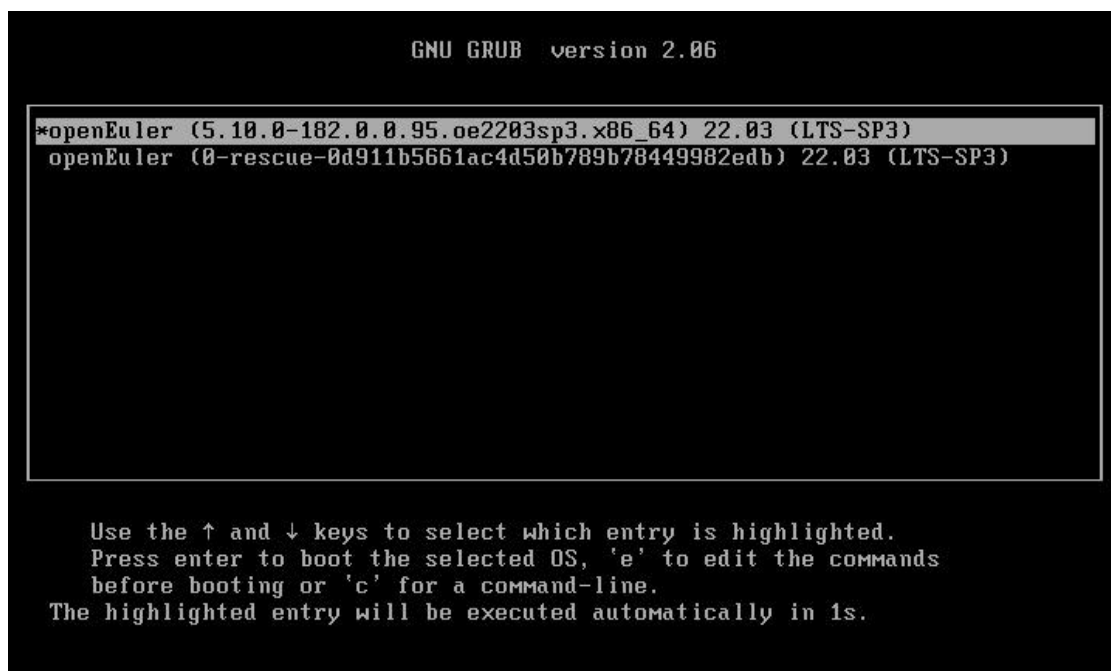 GNU GRUB  version 2.06
*openEuler (5.10.0-182.0.0.95.oe2203sp3.x86_64) 22.03 (LTS-SP3)
openEuler (0-rescue-0d911b5661ac4d50b789b78449982edb) 22.03 (LTS-SP3)
Use the ↑ and ↓ keys to select which entry is highlighted.
Press enter to boot the selected OS, 'e' to edit the commands
before booting or 'c' for a command-line.
The highlighted entry will be executed automatically in 1s.